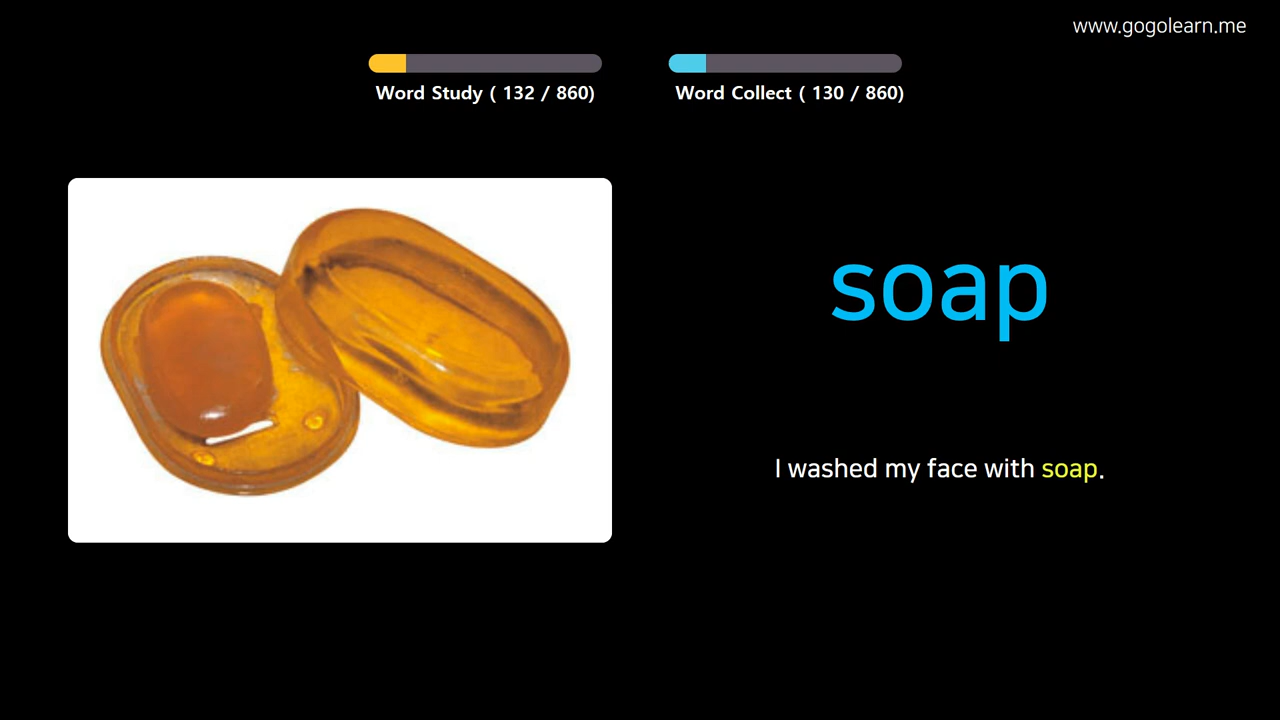 www.gogolearn.me
Word Study ( 132 / 860)
Word Collect ( 130 / 860)
soap
I washed my face with soap.